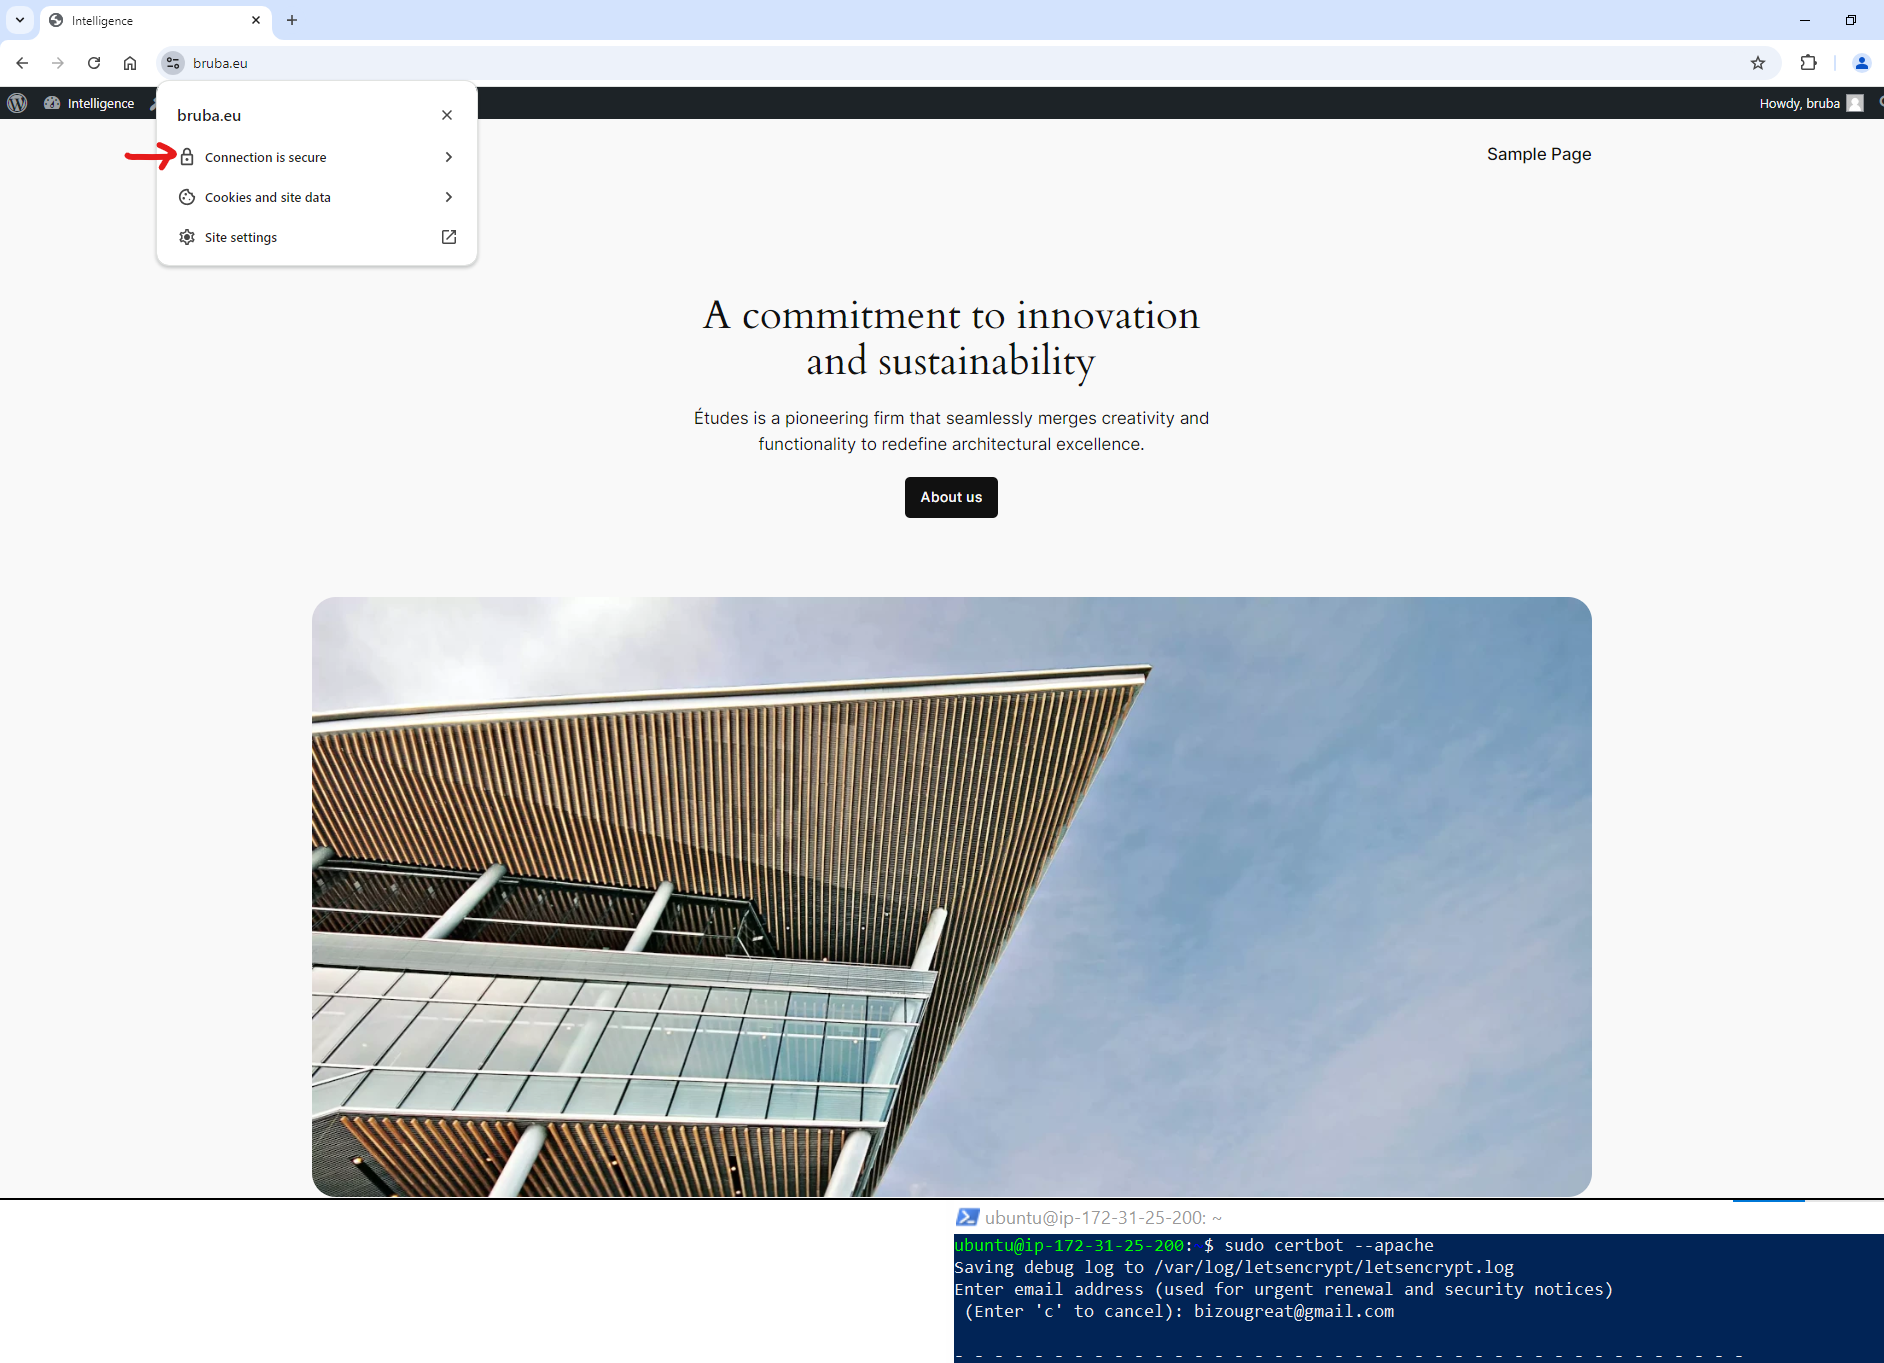 Intelligence
bruba.eu
Intelligence
Howdy, bruba
bruba.eu
Connection is secure
Cookies and site data
Site settings
Sample Page
A commitment to innovation
and sustainability
Études is a pioneering firm that seamlessly merges creativity and
functionality to redefine architectural excellence.
About us
ubuntu@ip-172-31-25-200: ~
ubuntu@ip-172-31-25-200: $ sudo certbot --apache
Saving debug log to /var/log/letsencrypt/letsencrypt.log
Enter email address (used for urgent renewal and security notices)
(Enter 'c' to cancel): bizougreat@gmail.com
- - - - - - - - - - - - - - - - - - - - - - - - - - - - - - - - - - - - - - - -